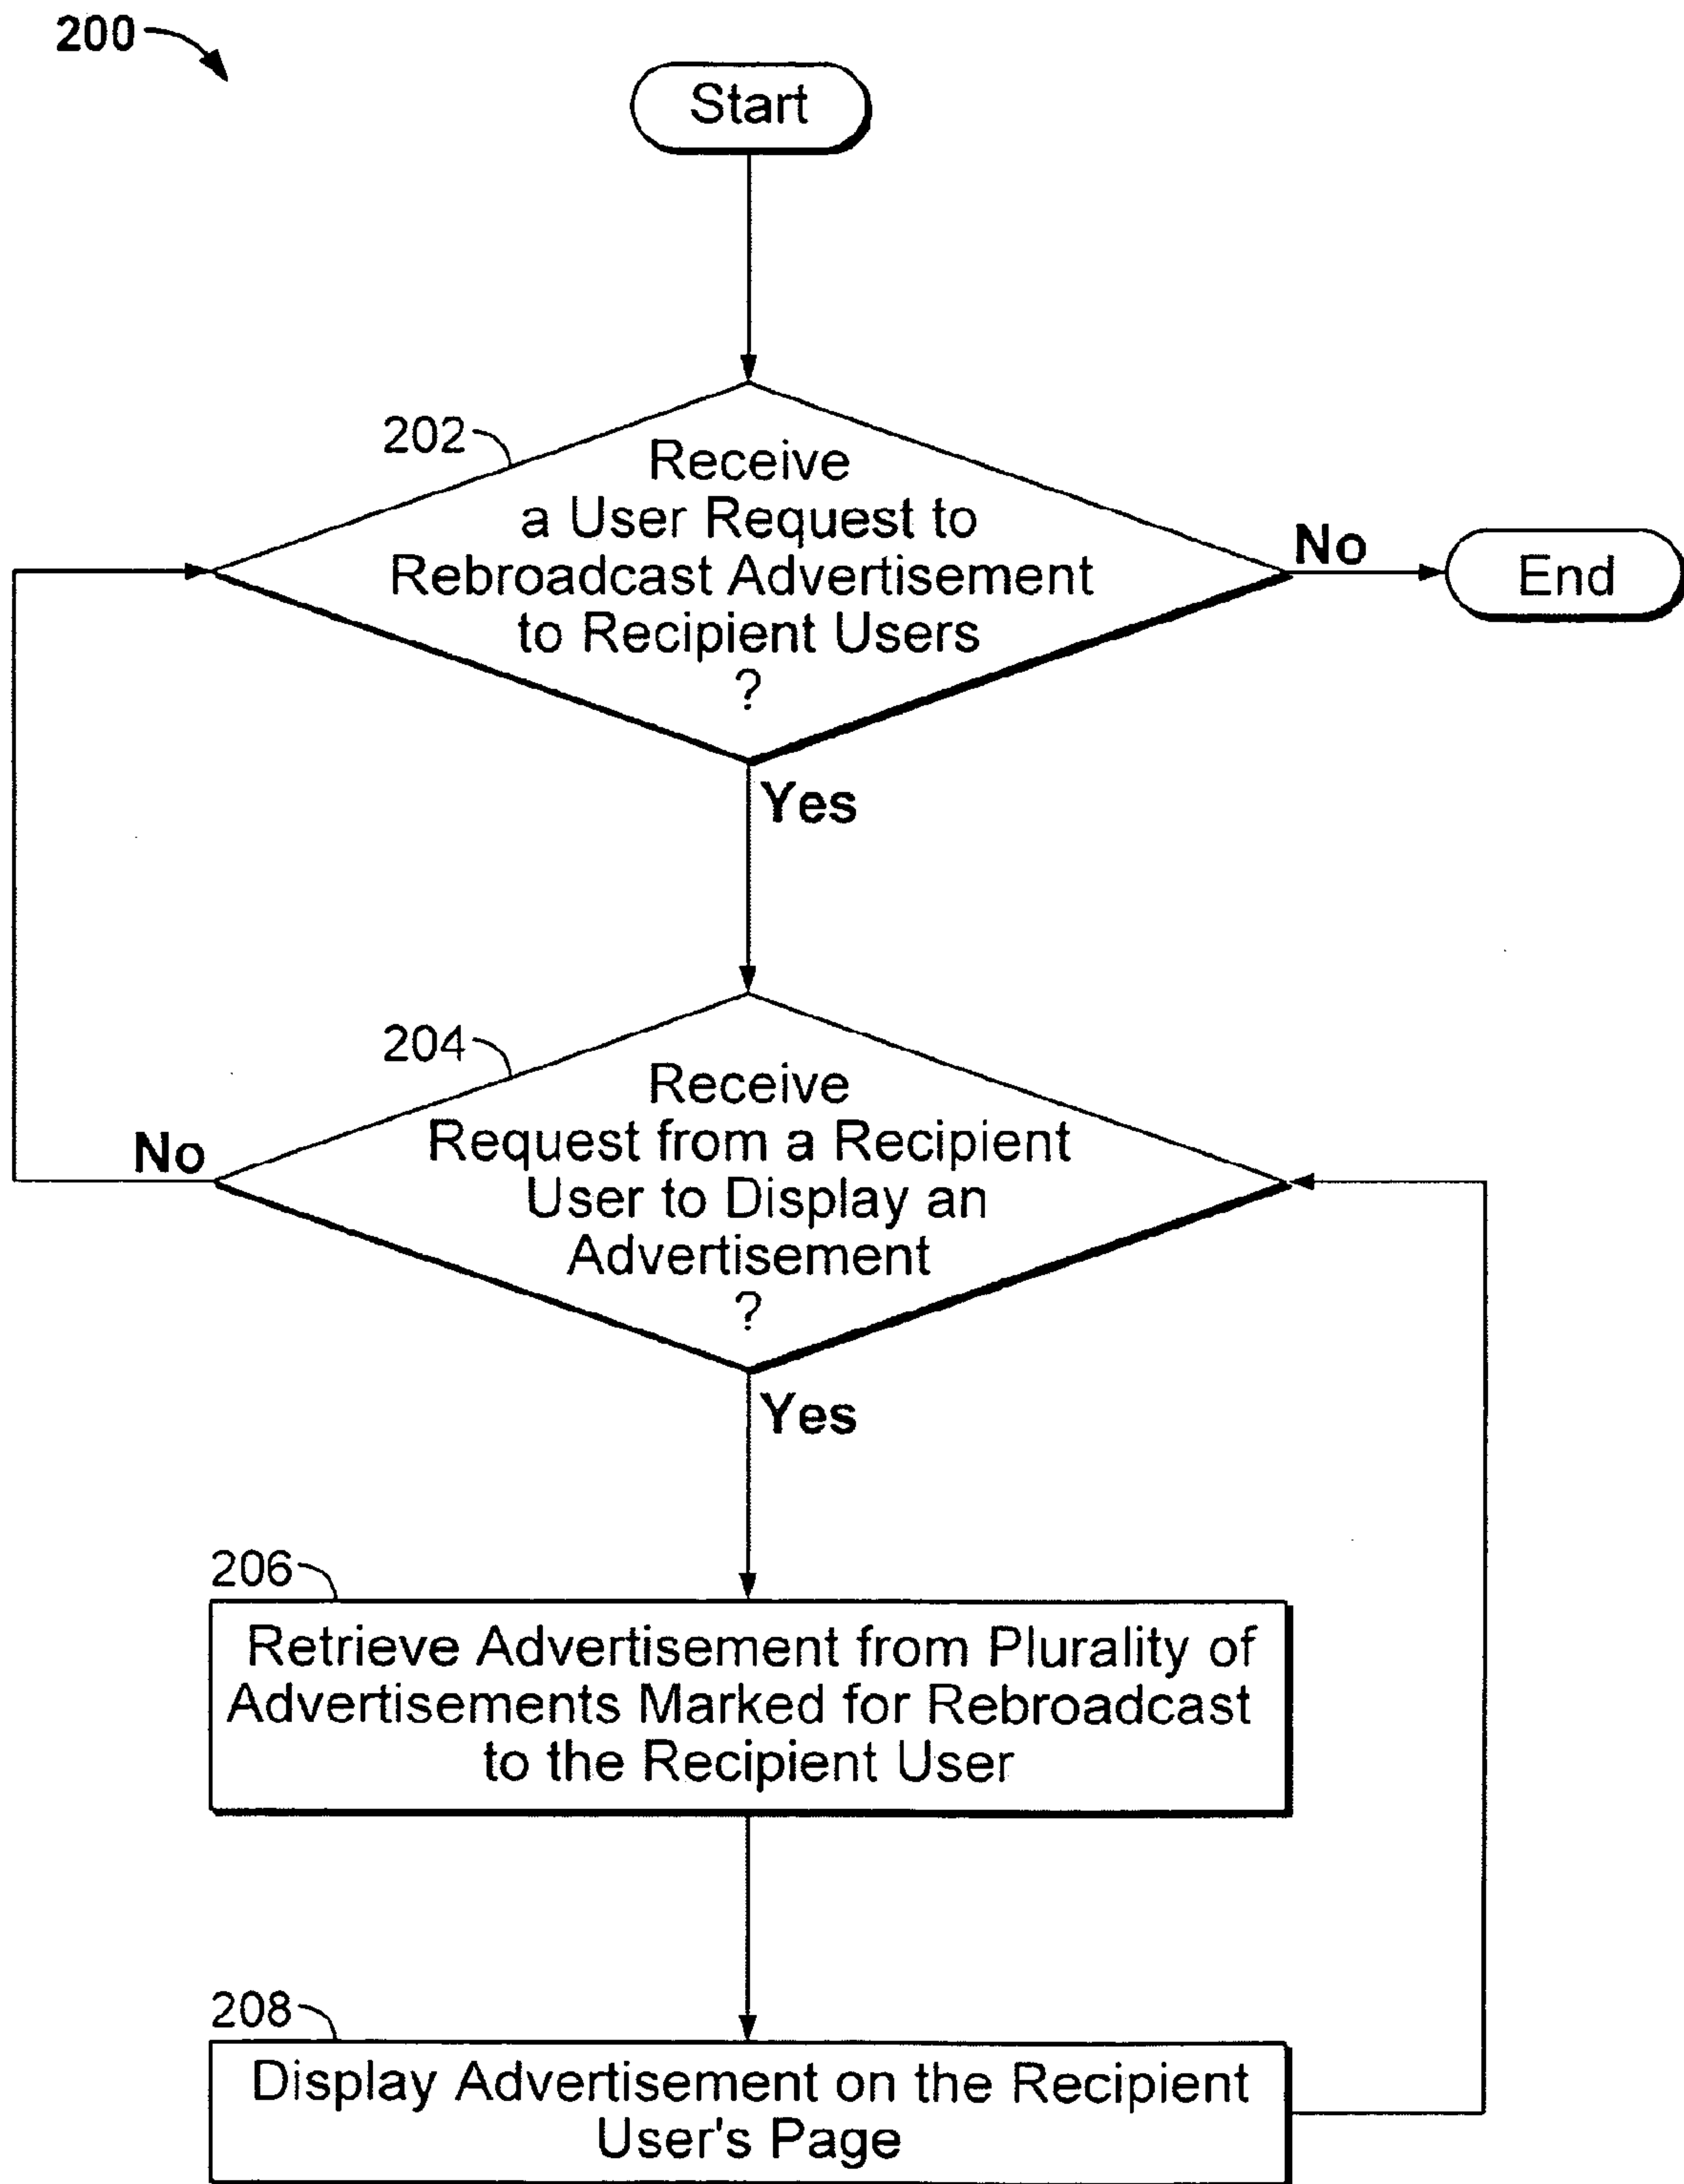 200
Start
202
Receive
a User Request to
Rebroadcast Advertisement
to Recipient Users
?
No
End
Yes
204
Receive
Request from a Recipient
User to Display an
Advertisement
?
No
Yes
206
Retrieve Advertisement from Plurality of
Advertisements Marked for Rebroadcast
to the Recipient User
208
Display Advertisement on the Recipient
User's Page